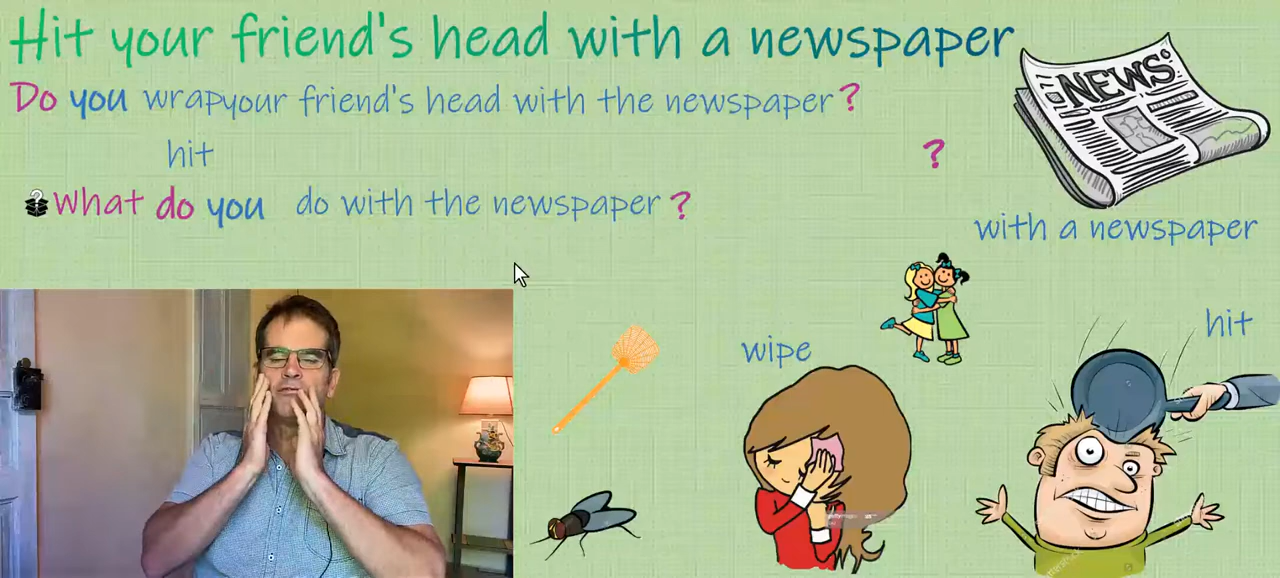 Hit your friend's head with a newspaper
Do you wrapyour friend's head with the newspaper?
hit ?
What do you do with the newspaper?
NEWS
with a newspaper
hit
wipe